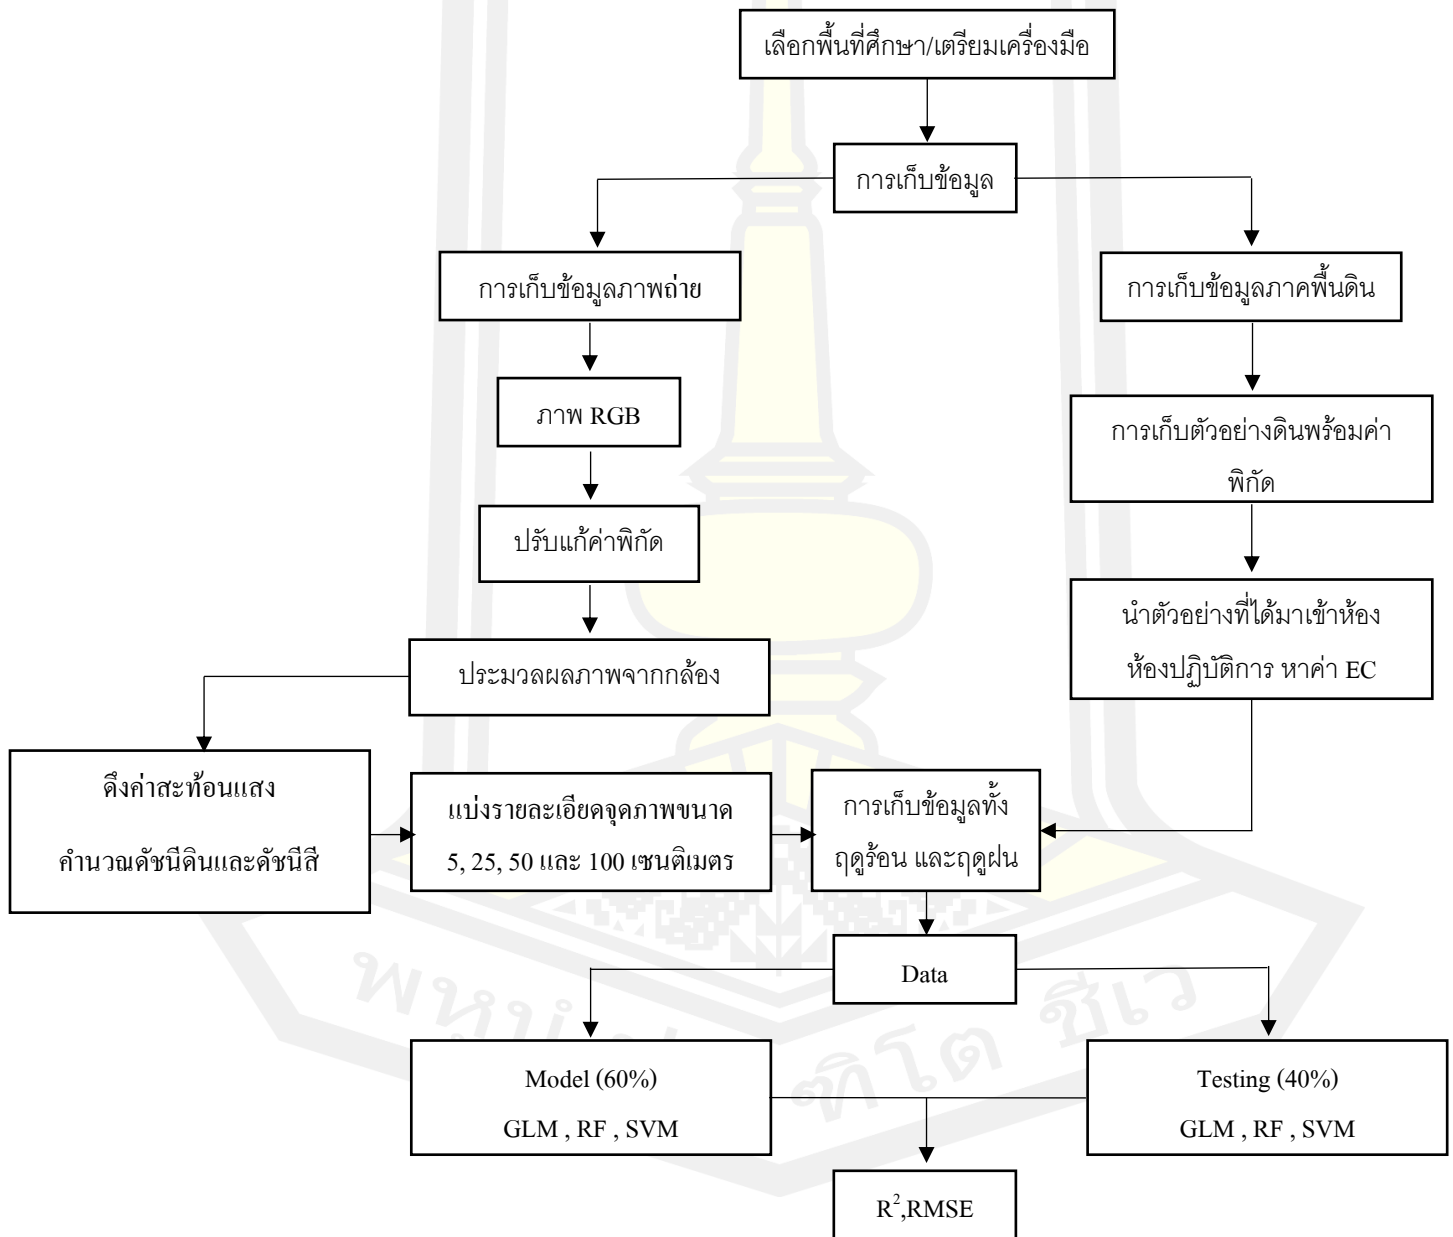 เลือกพื้นที่ศึกษา/เตรียมเครื่องมือ
การเก็บข้อมูล
การเก็บข้อมูลภาพถ่าย
การเก็บข้อมูลภาคพื้นดิน
ภาพ RGB
การเก็บตัวอย่างดินพร้อมค่า
พิกัด
ปรับแก้ค่าพิกัด
นำตัวอย่างที่ได้มาเข้าห้อง
ห้องปฏิบัติการ หาค่า EC
ประมวลผลภาพจากกล้อง
ดึงค่าสะท้อนแสง
คำนวณดัชนีดินและดัชนีสี
แบ่งรายละเอียดจุดภาพขนาด
5, 25, 50 และ 100 เซนติเมตร
การเก็บข้อมูลทั้ง
ฤดูร้อน และฤดูฝน
Data
Model (60%)
GLM , RF , SVM
Testing (40%)
GLM , RF , SVM
R²,RMSE